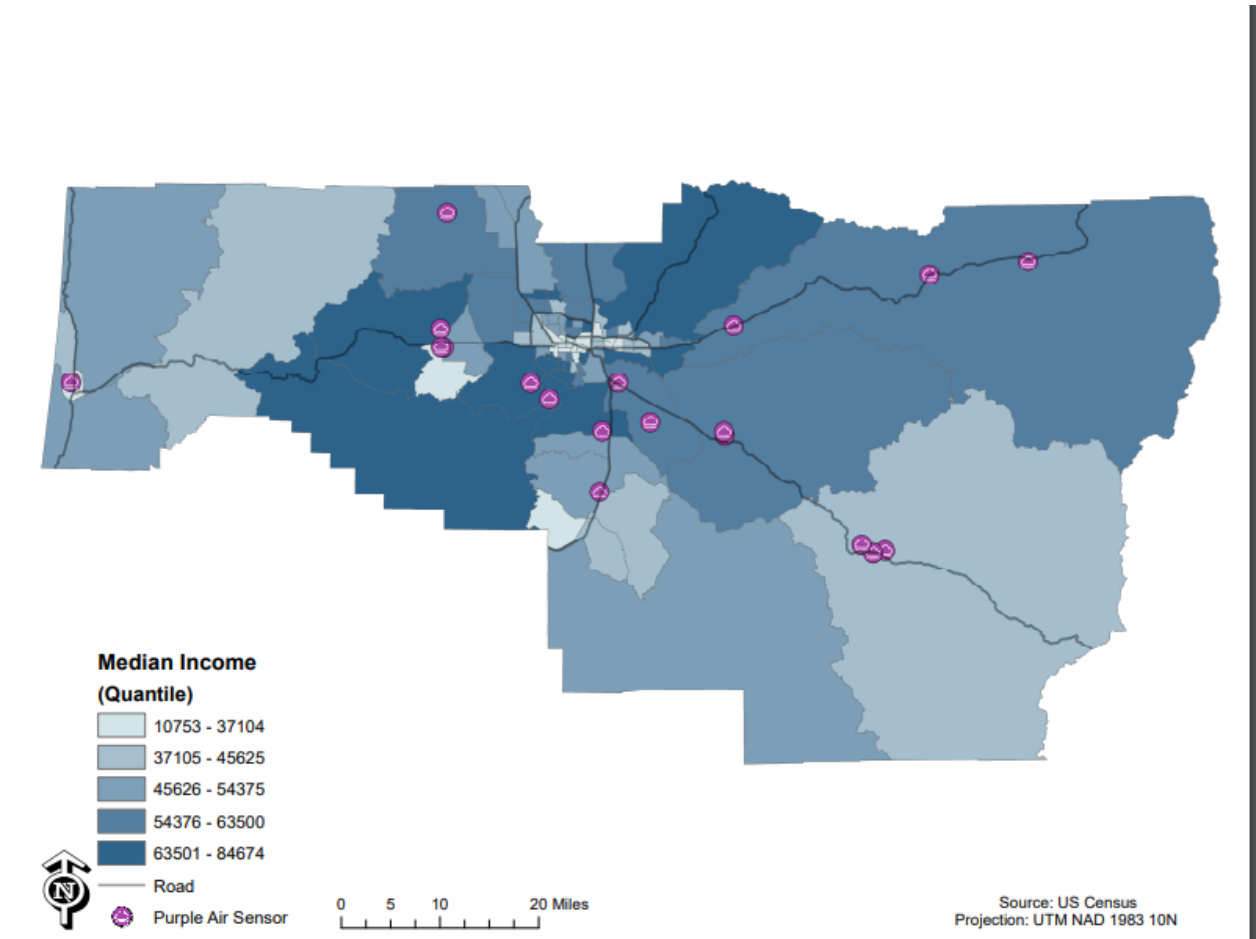 Median Income
(Quantile)
10753 - 37104
37105 - 45625
45626 - 54375
54376 - 63500
63501 - 84674
Road
Purple Air Sensor
N
0 5 10 20 Miles
Source: US Census
Projection: UTM NAD 1983 10N